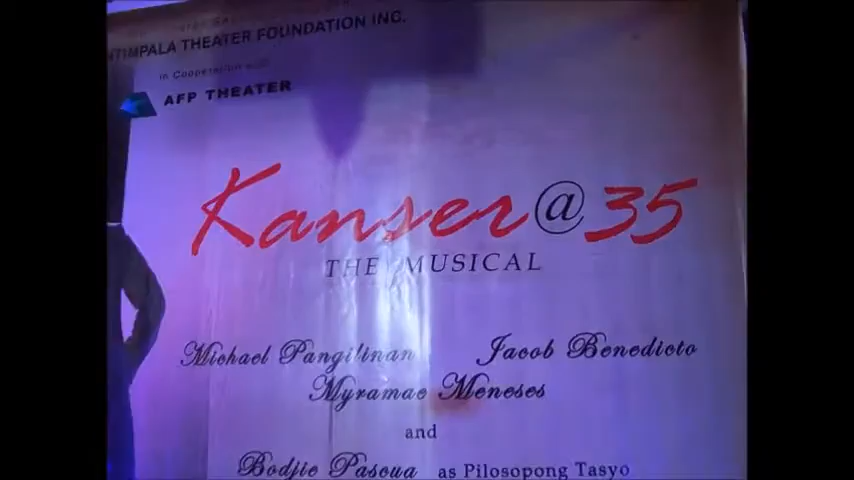 NTIMPALA THEATER FOUNDATION INC.
In Cooperation with
AFP THEATER
Kanser@35
THE MUSICAL
Michael Pangilinan Jacob Benedicto
Myramae Meneses
and
Bodjie Pascua as Pilosopong Tasyo